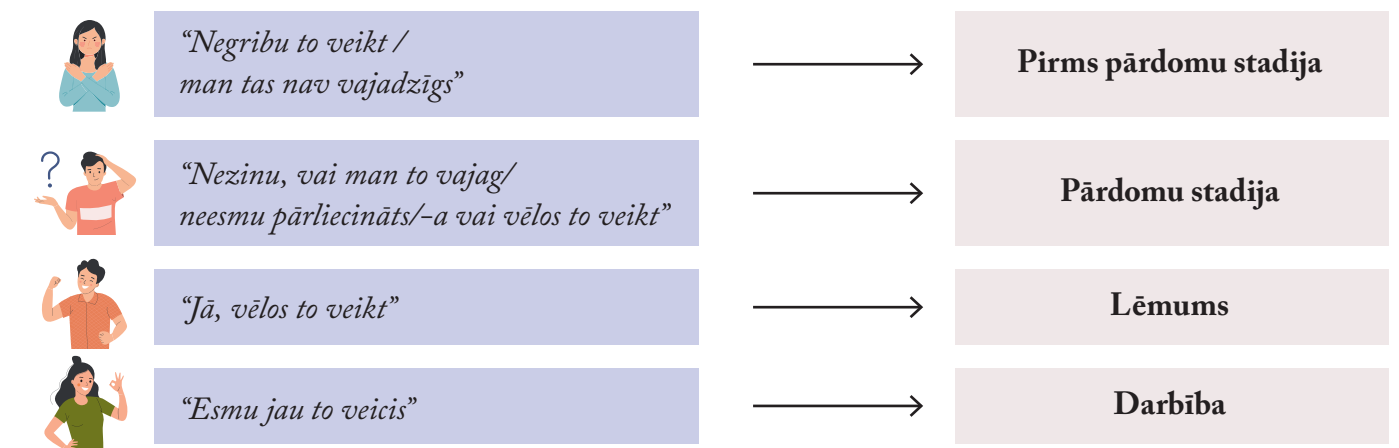 “Negribu to veikt /
man tas nav vajadzīgs”
Pirms pārdomu stadija
?
“Nezinu, vai man to vajag/
neesmu pārliecināts/-a vai vēlos to veikt”
Pārdomu stadija
“Jā, vēlos to veikt”
Lēmums
“Esmu jau to veicis”
Darbība